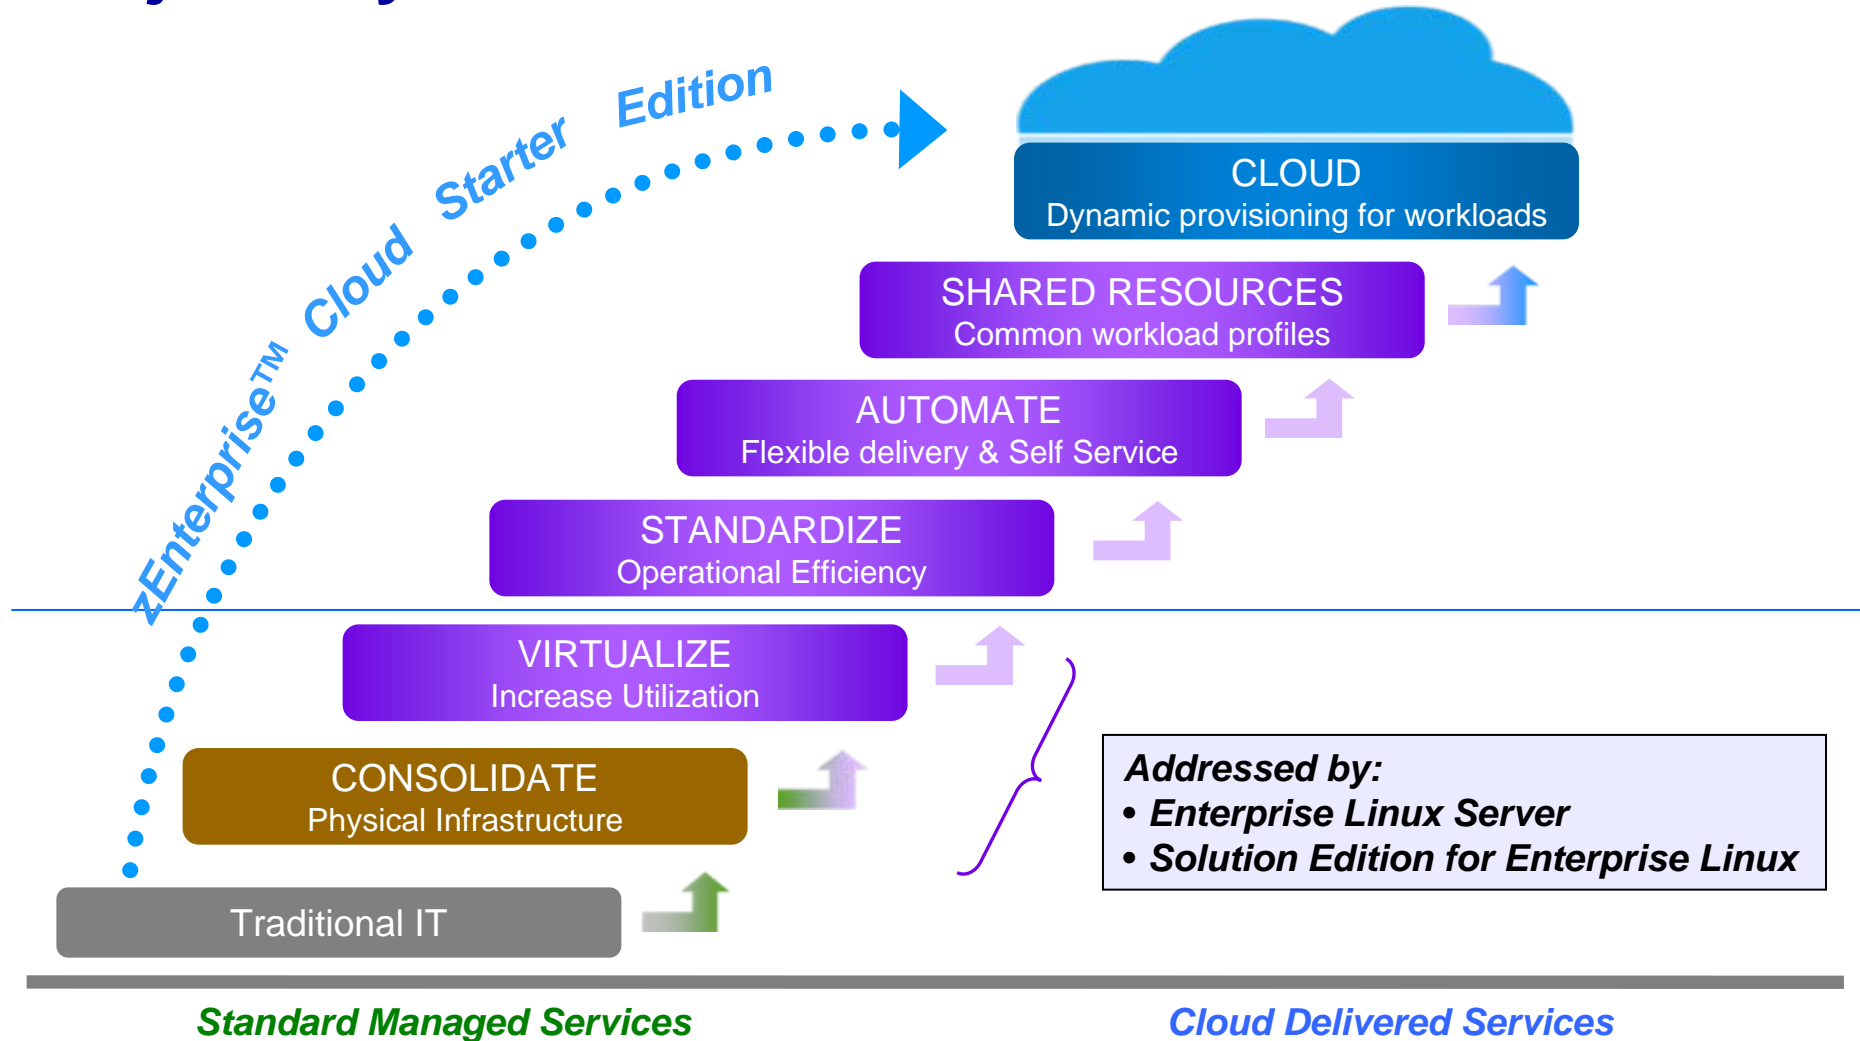 zEnterprise™ Cloud Starter Edition
CLOUD
Dynamic provisioning for workloads
SHARED RESOURCES
Common workload profiles
AUTOMATE
Flexible delivery & Self Service
STANDARDIZE
Operational Efficiency
VIRTUALIZE
Increase Utilization
CONSOLIDATE
Physical Infrastructure
Traditional IT
Addressed by:
• Enterprise Linux Server
• Solution Edition for Enterprise Linux
Standard Managed Services
Cloud Delivered Services